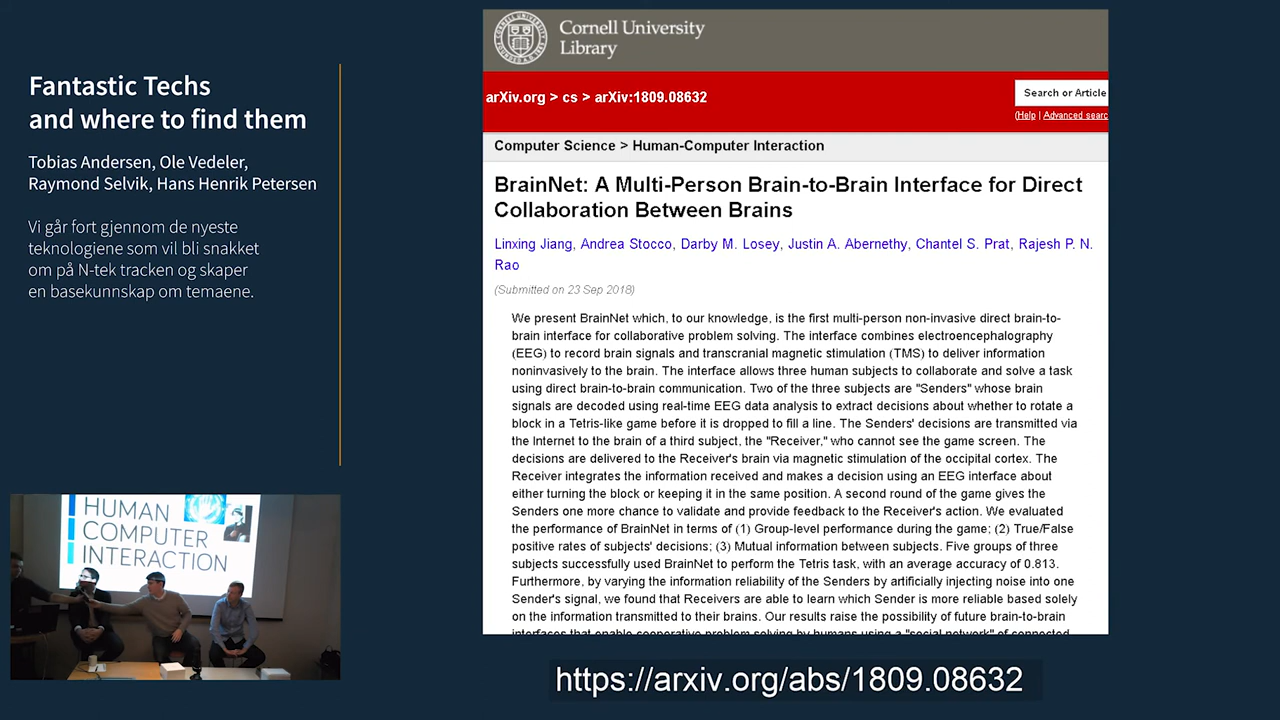 Fantastic Techs
and where to find them
Tobias Andersen, Ole Vedeler,
Raymond Selvik, Hans Henrik Petersen
Vi går fort gjennom de nyeste
teknologiene som vil bli snakket
om på N-tek tracken og skaper
en basekunnskap om temaene.
HUMAN
COMPUTER
INTERACTION
Cornell University
Library
arXiv.org > cs > arXiv:1809.08632
Search or Article
(Help | Advanced searc
Computer Science > Human-Computer Interaction
BrainNet: A Multi-Person Brain-to-Brain Interface for Direct
Collaboration Between Brains
Linxing Jiang, Andrea Stocco, Darby M. Losey, Justin A. Abernethy, Chantel S. Prat, Rajesh P. N.
Rao
(Submitted on 23 Sep 2018)
We present BrainNet which, to our knowledge, is the first multi-person non-invasive direct brain-to-
brain interface for collaborative problem solving. The interface combines electroencephalography
(EEG) to record brain signals and transcranial magnetic stimulation (TMS) to deliver information
noninvasively to the brain. The interface allows three human subjects to collaborate and solve a task
using direct brain-to-brain communication. Two of the three subjects are "Senders" whose brain
signals are decoded using real-time EEG data analysis to extract decisions about whether to rotate a
block in a Tetris-like game before it is dropped to fill a line. The Senders' decisions are transmitted via
the Internet to the brain of a third subject, the "Receiver," who cannot see the game screen. The
decisions are delivered to the Receiver's brain via magnetic stimulation of the occipital cortex. The
Receiver integrates the information received and makes a decision using an EEG interface about
either turning the block or keeping it in the same position. A second round of the game gives the
Senders one more chance to validate and provide feedback to the Receiver's action. We evaluated
the performance of BrainNet in terms of (1) Group-level performance during the game; (2) True/False
positive rates of subjects' decisions; (3) Mutual information between subjects. Five groups of three
subjects successfully used BrainNet to perform the Tetris task, with an average accuracy of 0.813.
Furthermore, by varying the information reliability of the Senders by artificially injecting noise into one
Sender's signal, we found that Receivers are able to learn which Sender is more reliable based solely
on the information transmitted to their brains. Our results raise the possibility of future brain-to-brain
interfaces that enable cooperative problem solving by humans using a "social network" of connected
https://arxiv.org/abs/1809.08632